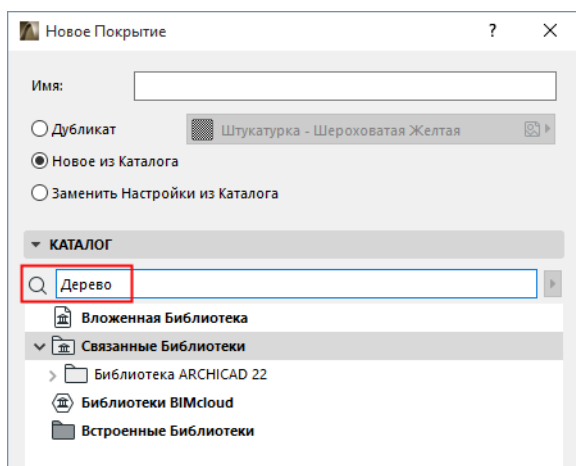 Новое Покрытие ?
Имя:
Дубликат Штукатурка - Шероховатая Желтая
Новое из Каталога
Заменить Настройки из Каталога
КАТАЛОГ
Дерево
Вложенная Библиотека
Связанные Библиотеки
Библиотека ARCHICAD 22
Библиотеки BIMcloud
Встроенные Библиотеки